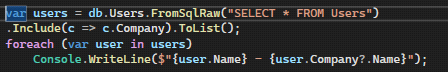 var users = db.Users.FromSqlRaw("SELECT * FROM Users")
.Include(c => c.Company).ToList();
foreach (var user in users)
Console.WriteLine($"{user.Name} - {user.Company?.Name}");